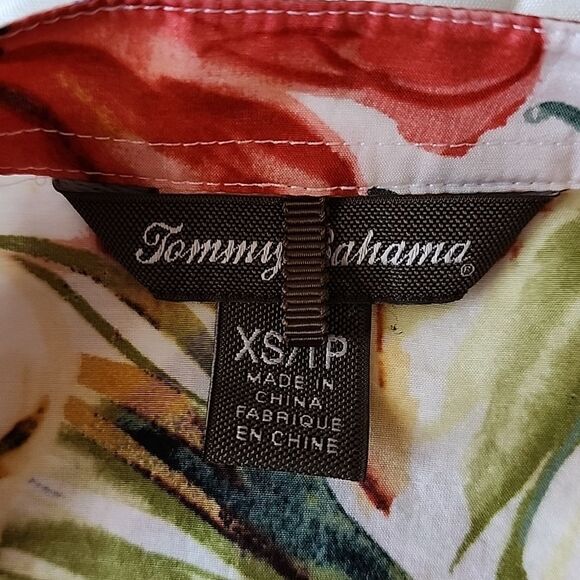 Tommy Bahama®
XS/TP
MADE IN
CHINA
FABRIQUE
EN CHINE